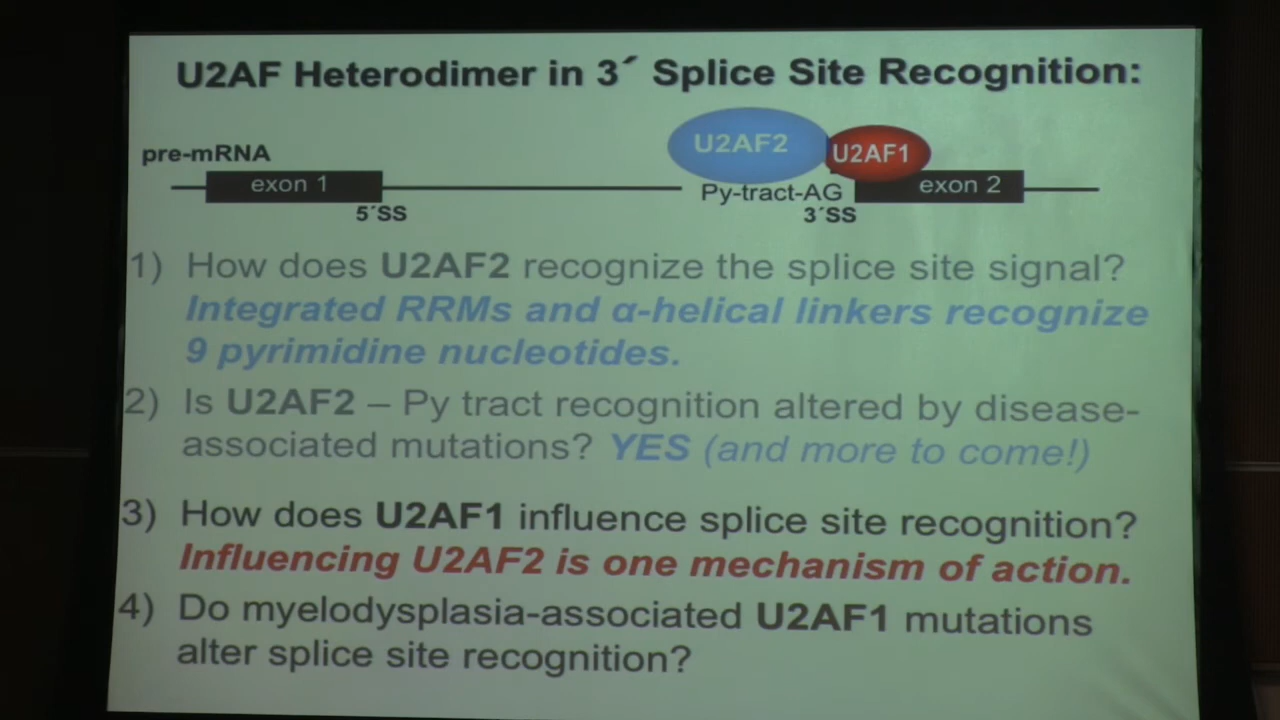 U2AF Heterodimer in 3´ Splice Site Recognition:
U2AF2
U2AF1
pre-mRNA
exon 1
Py-tract-AG
exon 2
5´SS
3´SS
1) How does U2AF2 recognize the splice site signal?
Integrated RRMs and α-helical linkers recognize
9 pyrimidine nucleotides.
2) Is U2AF2 – Py tract recognition altered by disease-
associated mutations? YES (and more to come!)
3) How does U2AF1 influence splice site recognition?
Influencing U2AF2 is one mechanism of action.
4) Do myelodysplasia-associated U2AF1 mutations
alter splice site recognition?